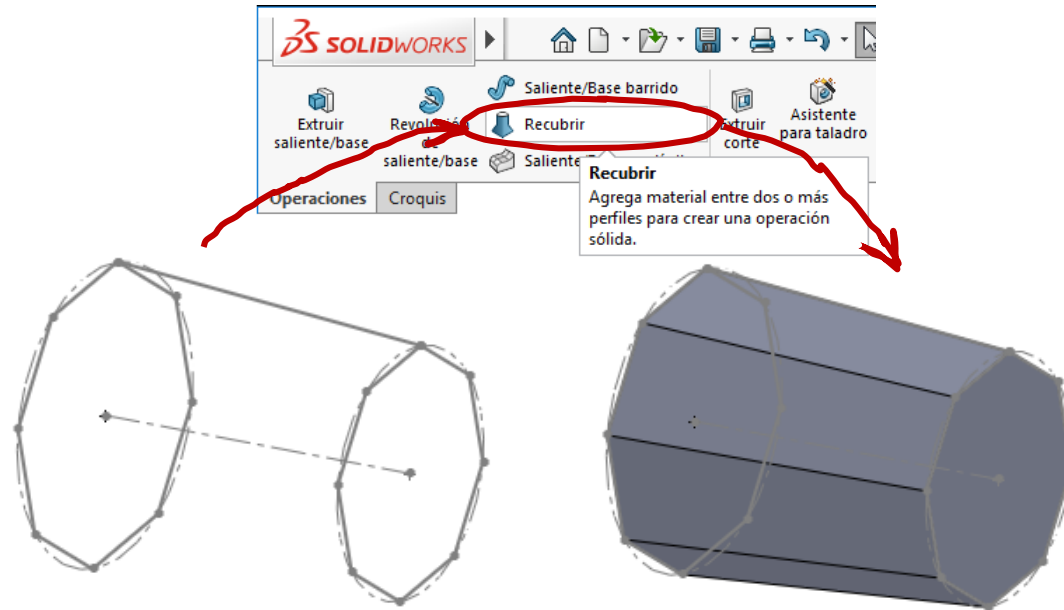 SOLIDWORKS
Extruir
saliente/base
Revolución
de
saliente/base
Saliente/Base barrido
Recubrir
Extruir
corte
Asistente
para taladro
Recubrir
Agrega material entre dos o más
perfiles para crear una operación
sólida.
Operaciones
Croquis